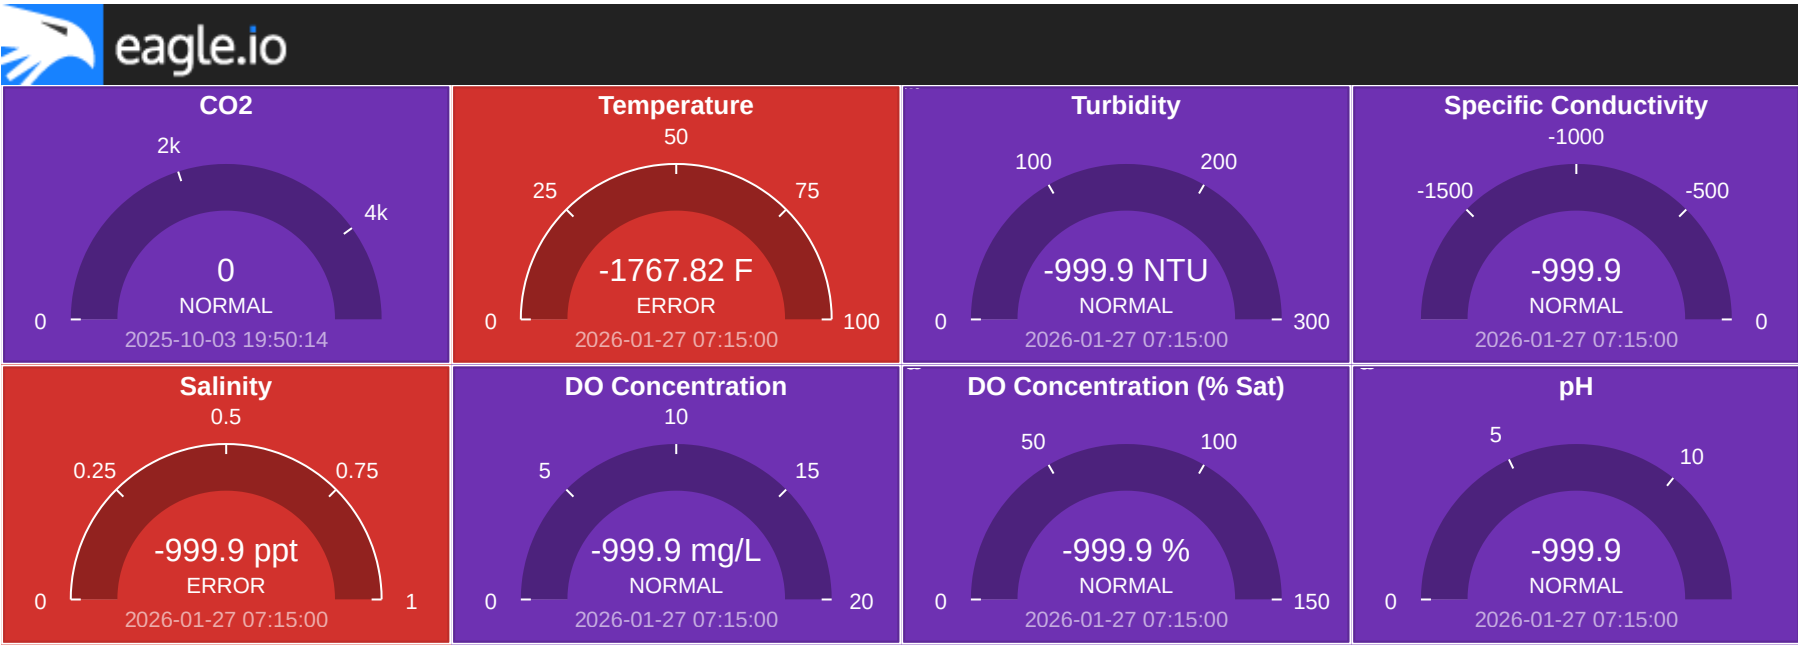 eagle.io
CO2
2k
4k
0
NORMAL
0
2025-10-03 19:50:14
Temperature
50
25
75
-1767.82 F
ERROR
0
100
2026-01-27 07:15:00
Turbidity
100
200
-999.9 NTU
NORMAL
0
300
2026-01-27 07:15:00
Specific Conductivity
-1000
-1500
-500
-999.9
NORMAL
0
2026-01-27 07:15:00
Salinity
0.5
0.25
0.75
-999.9 ppt
ERROR
0
1
2026-01-27 07:15:00
DO Concentration
10
5
15
-999.9 mg/L
NORMAL
0
20
2026-01-27 07:15:00
DO Concentration (% Sat)
50
100
-999.9 %
NORMAL
0
150
2026-01-27 07:15:00
pH
5
10
-999.9
NORMAL
0
2026-01-27 07:15:00